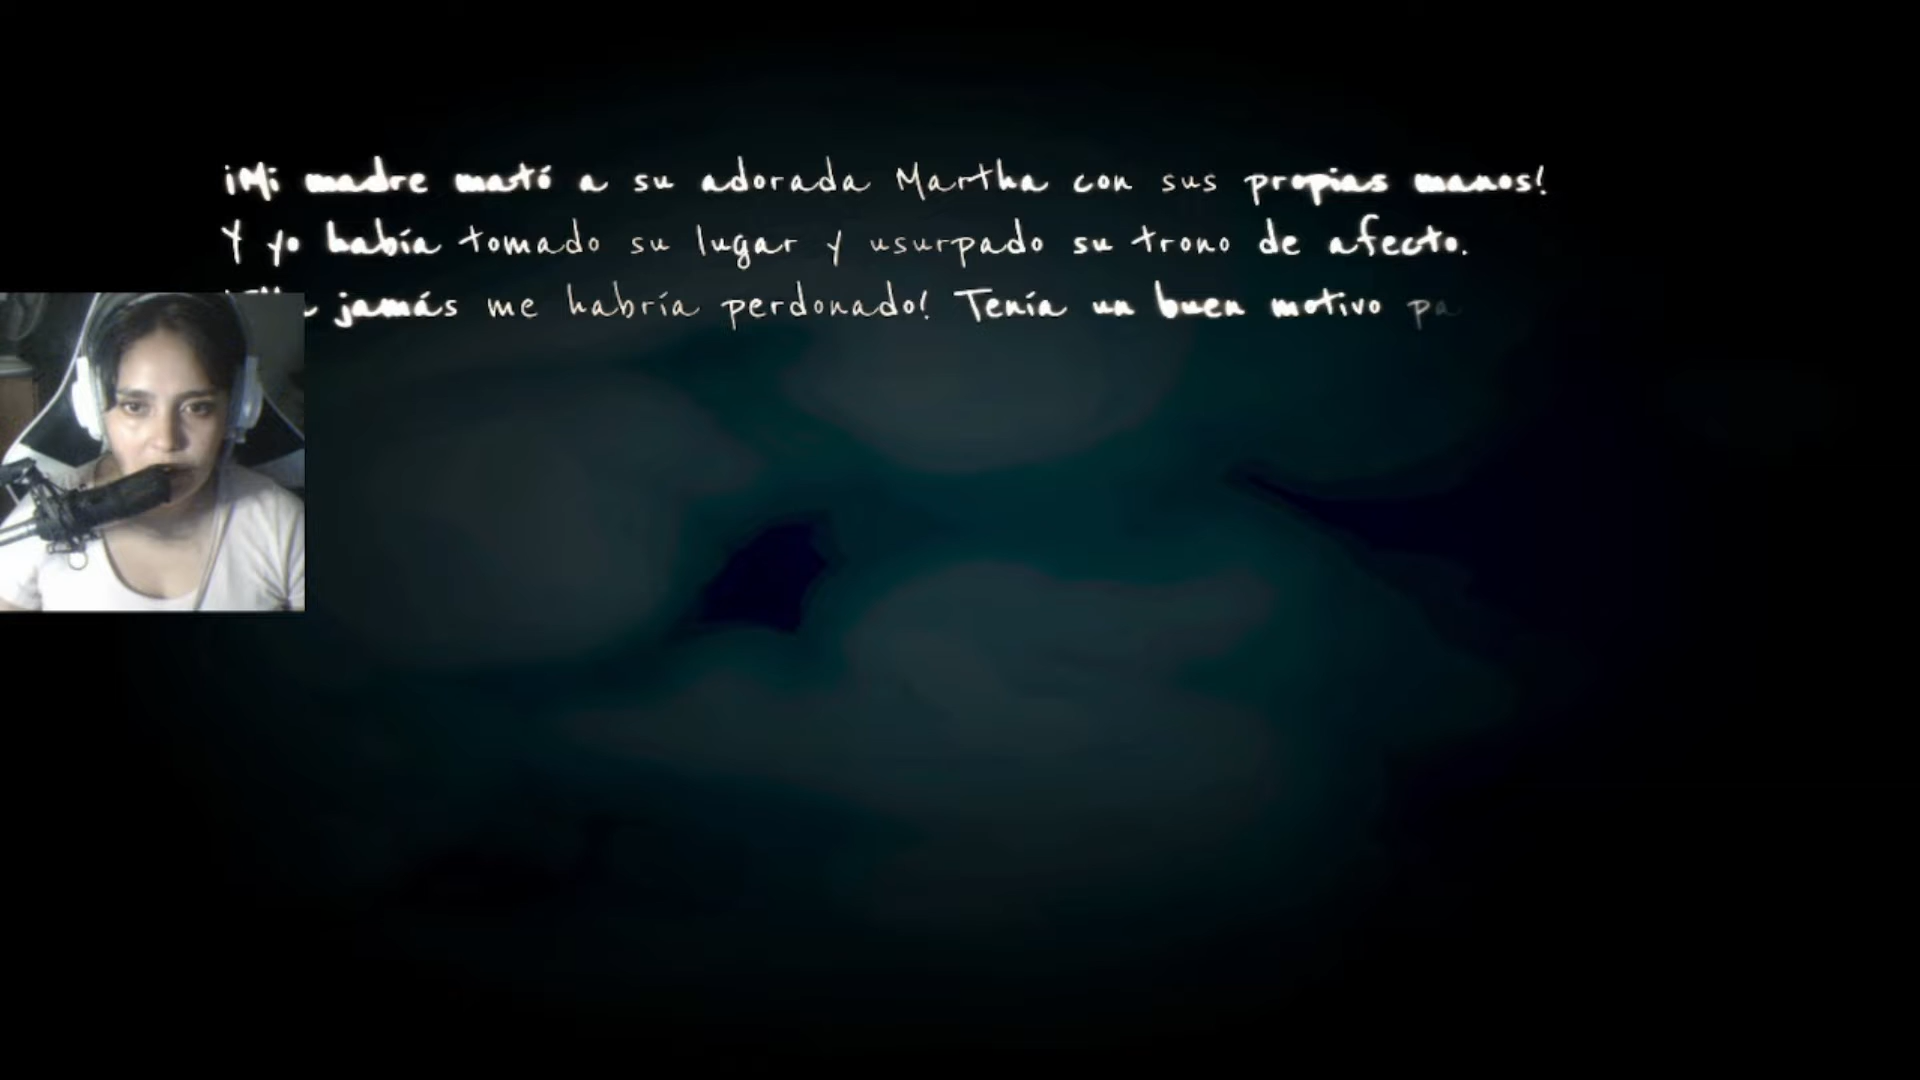 ¡Mi madre mató a su adorada Martha con sus propias manos!
Y yo había tomado su lugar y usurpado su trono de afecto.
jamás me habría perdonado! Tenía un buen motivo pa